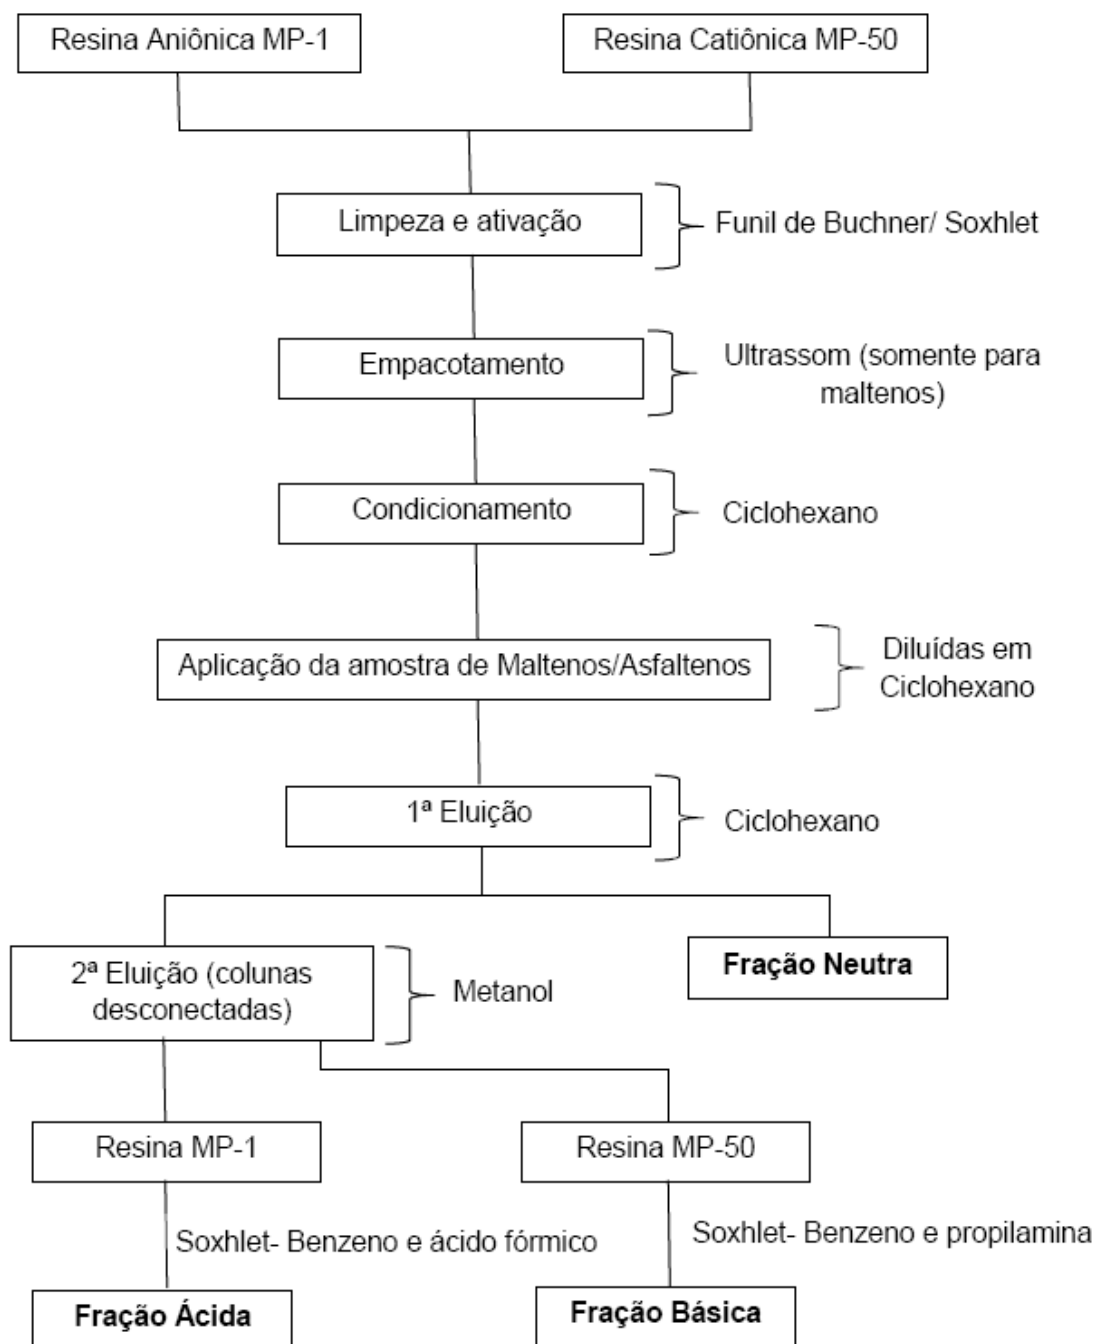 Resina Aniônica MP-1
Resina Catiônica MP-50
Limpeza e ativação
Funil de Buchner/ Soxhlet
Empacotamento
Ultrassom (somente para
maltenos)
Condicionamento
Ciclohexano
Aplicação da amostra de Maltenos/Asfaltenos
Diluídas em
Ciclohexano
1ª Eluição
Ciclohexano
2ª Eluição (colunas
desconectadas)
Metanol
Fração Neutra
Resina MP-1
Resina MP-50
Soxhlet- Benzeno e ácido fórmico
Soxhlet- Benzeno e propilamina
Fração Ácida
Fração Básica